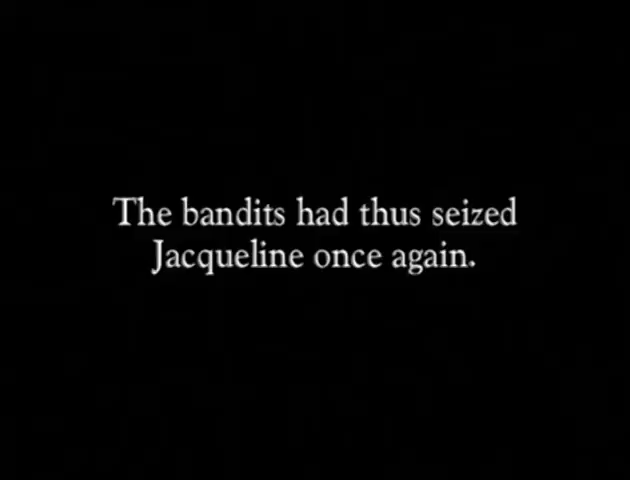 The bandits had thus seized
Jacqueline once again.